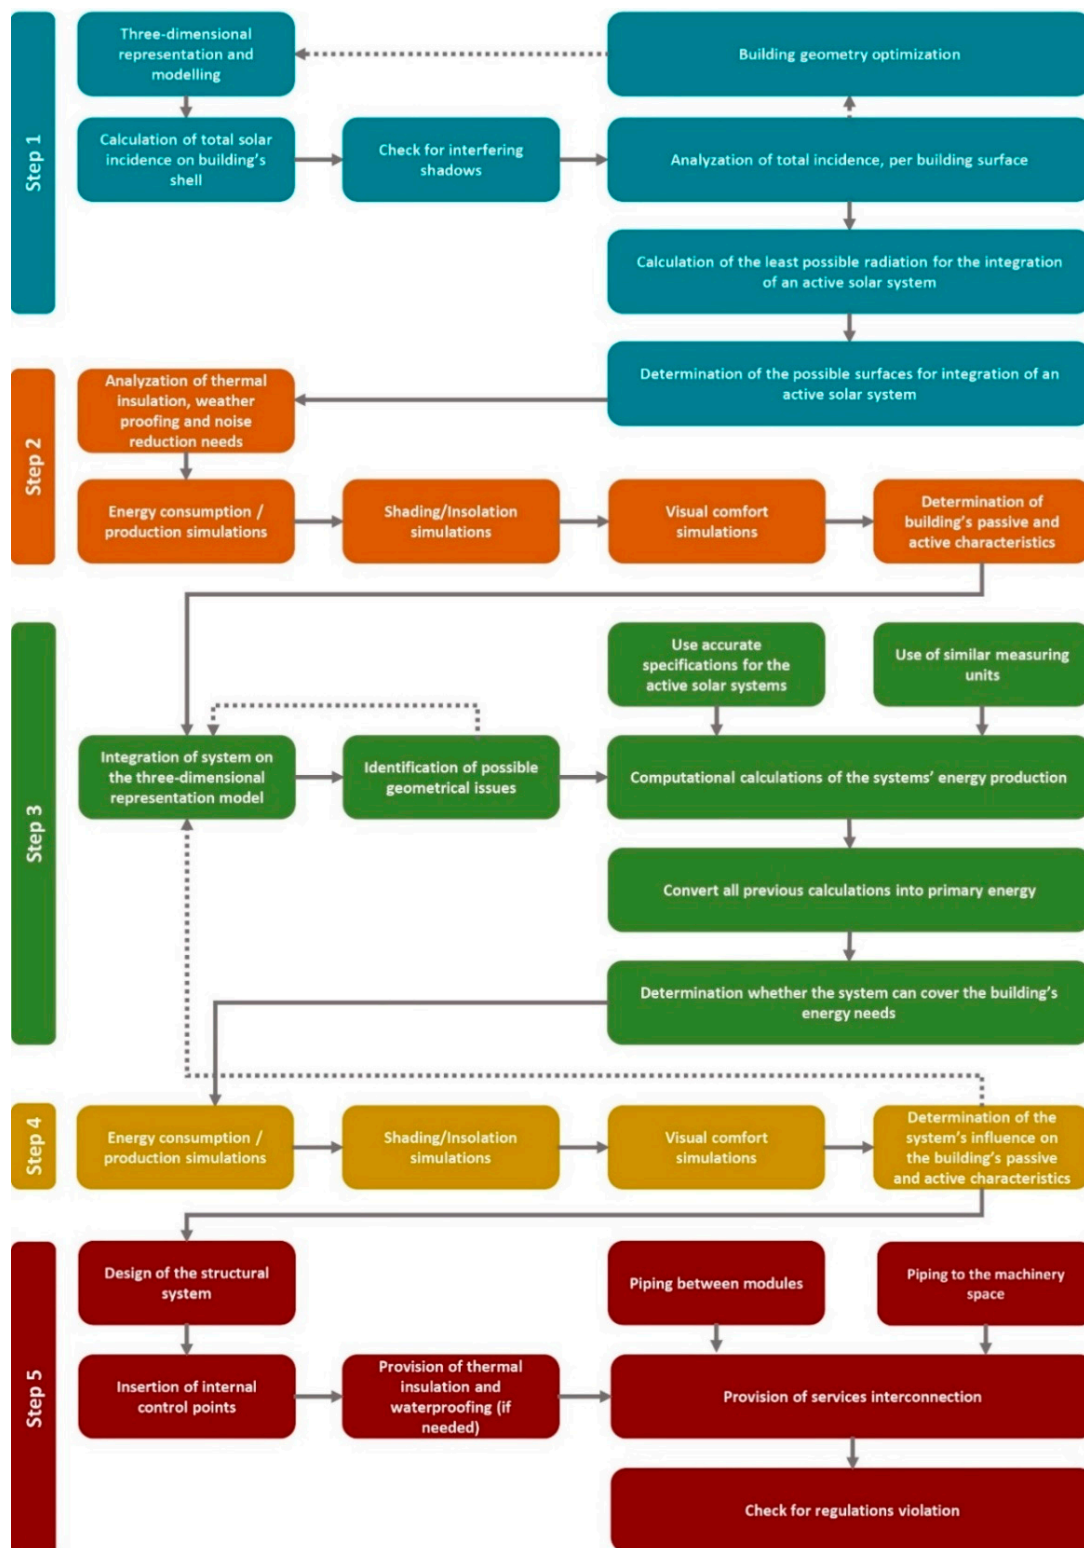 Step 1
Three-dimensional
representation and
modelling
Building geometry optimization
Calculation of total solar
incidence on building's
shell
Check for interfering
shadows
Analyzation of total incidence, per building surface
Calculation of the least possible radiation for the integration
of an active solar system
Determination of the possible surfaces for integration of an
active solar system
Step 2
Analyzation of thermal
insulation, weather
proofing and noise
reduction needs
Energy consumption /
production simulations
Shading/Insolation
simulations
Visual comfort
simulations
Determination of
building's passive and
active characteristics
Step 3
Use accurate
specifications for the
active solar systems
Use of similar measuring
units
Integration of system on
the three-dimensional
representation model
Identification of possible
geometrical issues
Computational calculations of the systems' energy production
Convert all previous calculations into primary energy
Determination whether the system can cover the building's
energy needs
Step 4
Energy consumption /
production simulations
Shading/Insolation
simulations
Visual comfort
simulations
Determination of the
system's influence on
the building's passive
and active characteristics
Step 5
Design of the structural
system
Piping between modules
Piping to the machinery
space
Insertion of internal
control points
Provision of thermal
insulation and
waterproofing (if
needed)
Provision of services interconnection
Check for regulations violation